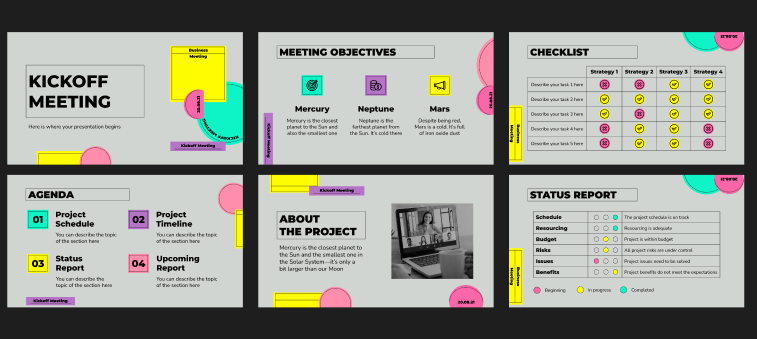 KICKOFF
MEETING
Here is where your presentation begins
Business
Meeting
20.08.21
KICKOFF MEETING
Kickoff Meeting
MEETING OBJECTIVES
Mercury
Mercury is the closest
planet to the Sun and
also the smallest one
Neptune
Neptune is the
farthest planet from
the Sun. It's cold there
Mars
Despite being red,
Mars is a cold. It's full
of iron oxide dust
Kickoff Meeting
20.08.21
CHECKLIST
Strategy 1 Strategy 2 Strategy 3 Strategy 4
Describe your task 1 here
Describe your task 2 here
Describe your task 3 here
Describe your task 4 here
Describe your task 5 here
Business
Meeting
20.08.21
AGENDA
01
Project
Schedule
You can describe the topic
of the section here
02
Project
Timeline
You can describe the topic
of the section here
03
Status
Report
You can describe the
topic of the section here
04
Upcoming
Report
You can describe the topic
of the section here
Kickoff Meeting
Kickoff Meeting
ABOUT
THE PROJECT
Mercury is the closest planet to
the Sun and the smallest one in
the Solar System—it's only a
bit larger than our Moon
20.08.21
STATUS REPORT
Schedule The project schedule is on track
Resourcing Resourcing is adequate
Budget Project is within budget
Risks All project risks are under control
Issues Project issues need to be solved
Benefits Project benefits do not meet the expectations
Beginning In progress Completed
Business
Meeting
20.08.21